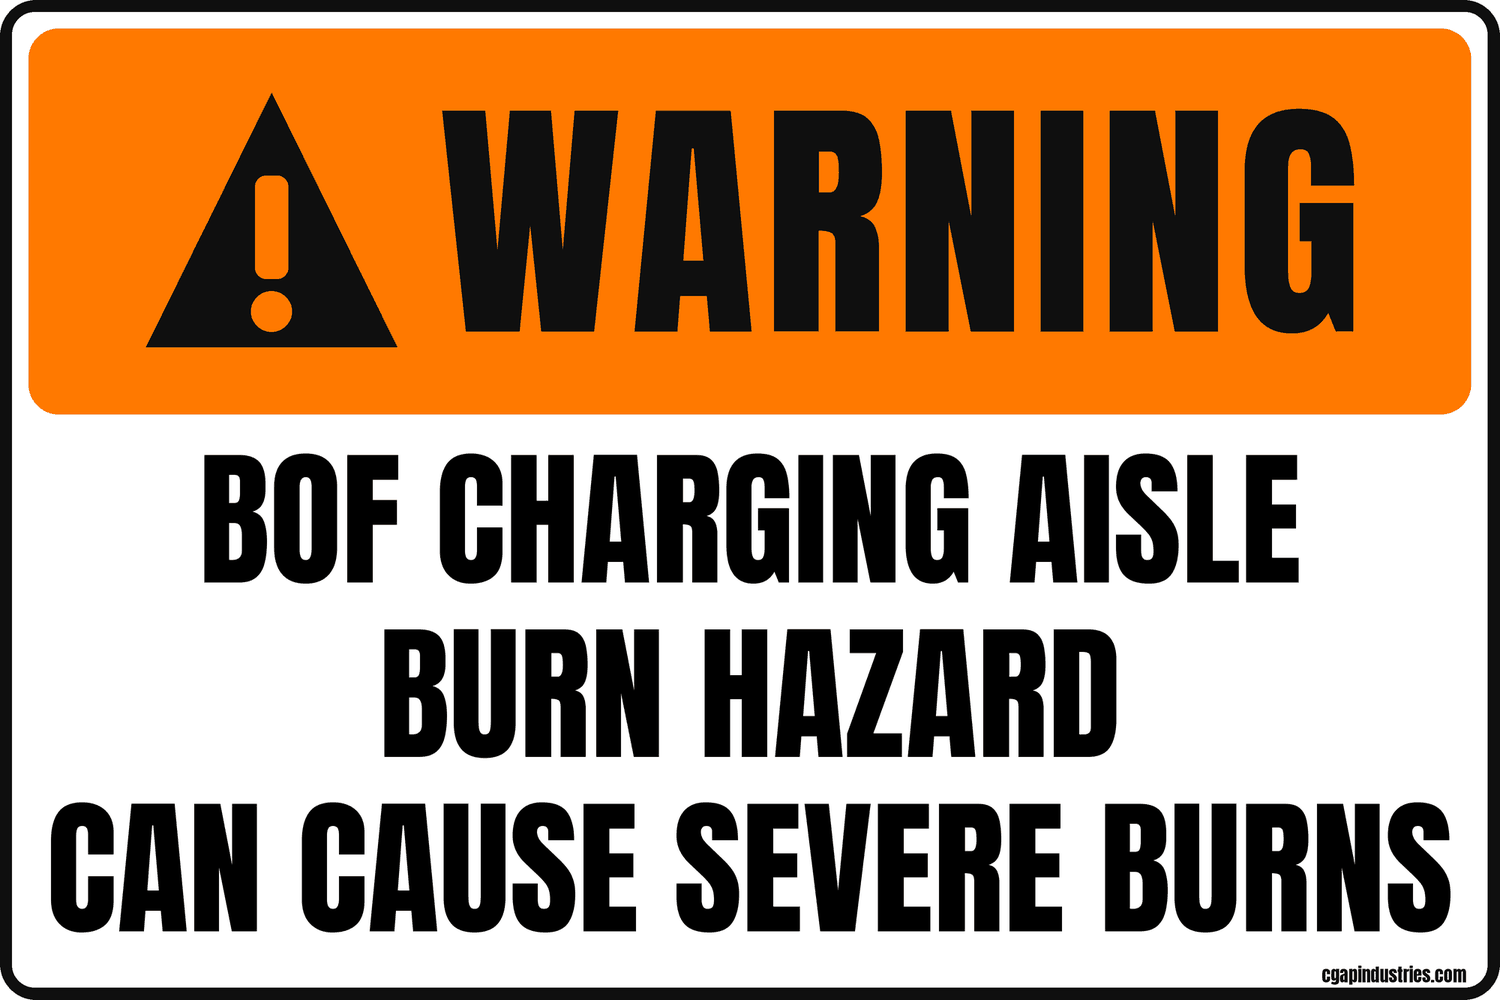 WARNING
BOF CHARGING AISLE
BURN HAZARD
CAN CAUSE SEVERE BURNS
cgapindustries.com